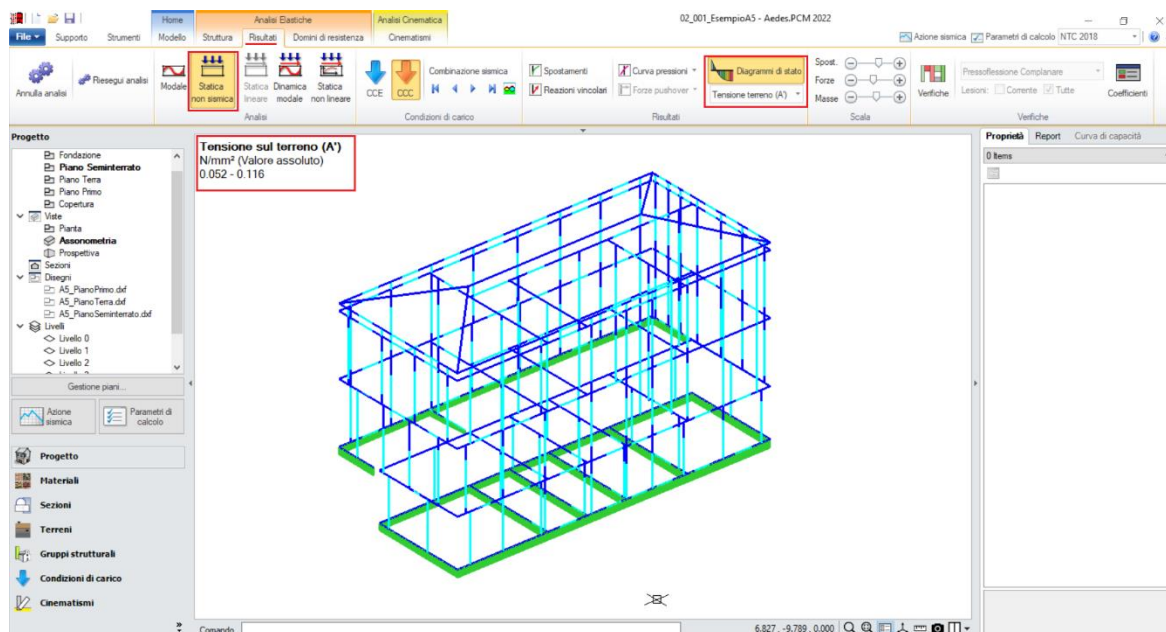 02_001_EsempioA5 - Aedes.PCM 2022
Home
Analisi Elastiche
Analisi Cinematica
File
Supporto
Strumenti
Modello
Struttura
Risultati
Domini di resistenza
Cinematismi
Azione sismica
Parametri di calcolo
NTC 2018
Annulla analisi
Riesegui analisi
Modale
Statica non sismica
Statica lineare
Dinamica modale
Statica non lineare
Analisi
CCE
CCC
Combinazione sismica
Condizioni di carico
Spostamenti
Reazioni vincolari
Curva pressioni
Forze pushover
Diagrammi di stato
Tensione terreno (A')
Risultati
Spost.
Forze
Masse
Scala
Verifiche
Pressoflessione Complanare
Lesioni:
Corrente
Tutte
Coefficienti
Verifiche
Progetto
Fondazione
Piano Seminterrato
Piano Terra
Piano Primo
Copertura
Viste
Pianta
Assonometria
Prospettiva
Sezioni
Disegni
A5_PianoPrimo.dxf
A5_PianoTerra.dxf
A5_PianoSeminterrato.dxf
Livelli
Livello 0
Livello 1
Livello 2
Gestione piani...
Azione sismica
Parametri di calcolo
Progetto
Materiali
Sezioni
Terreni
Gruppi strutturali
Condizioni di carico
Cinematismi
Tensione sul terreno (A')
N/mm² (Valore assoluto)
0.052 - 0.116
Proprietà
Report
Curva di capacità
0 Items
Comando
6.827 , -9.789 , 0.000